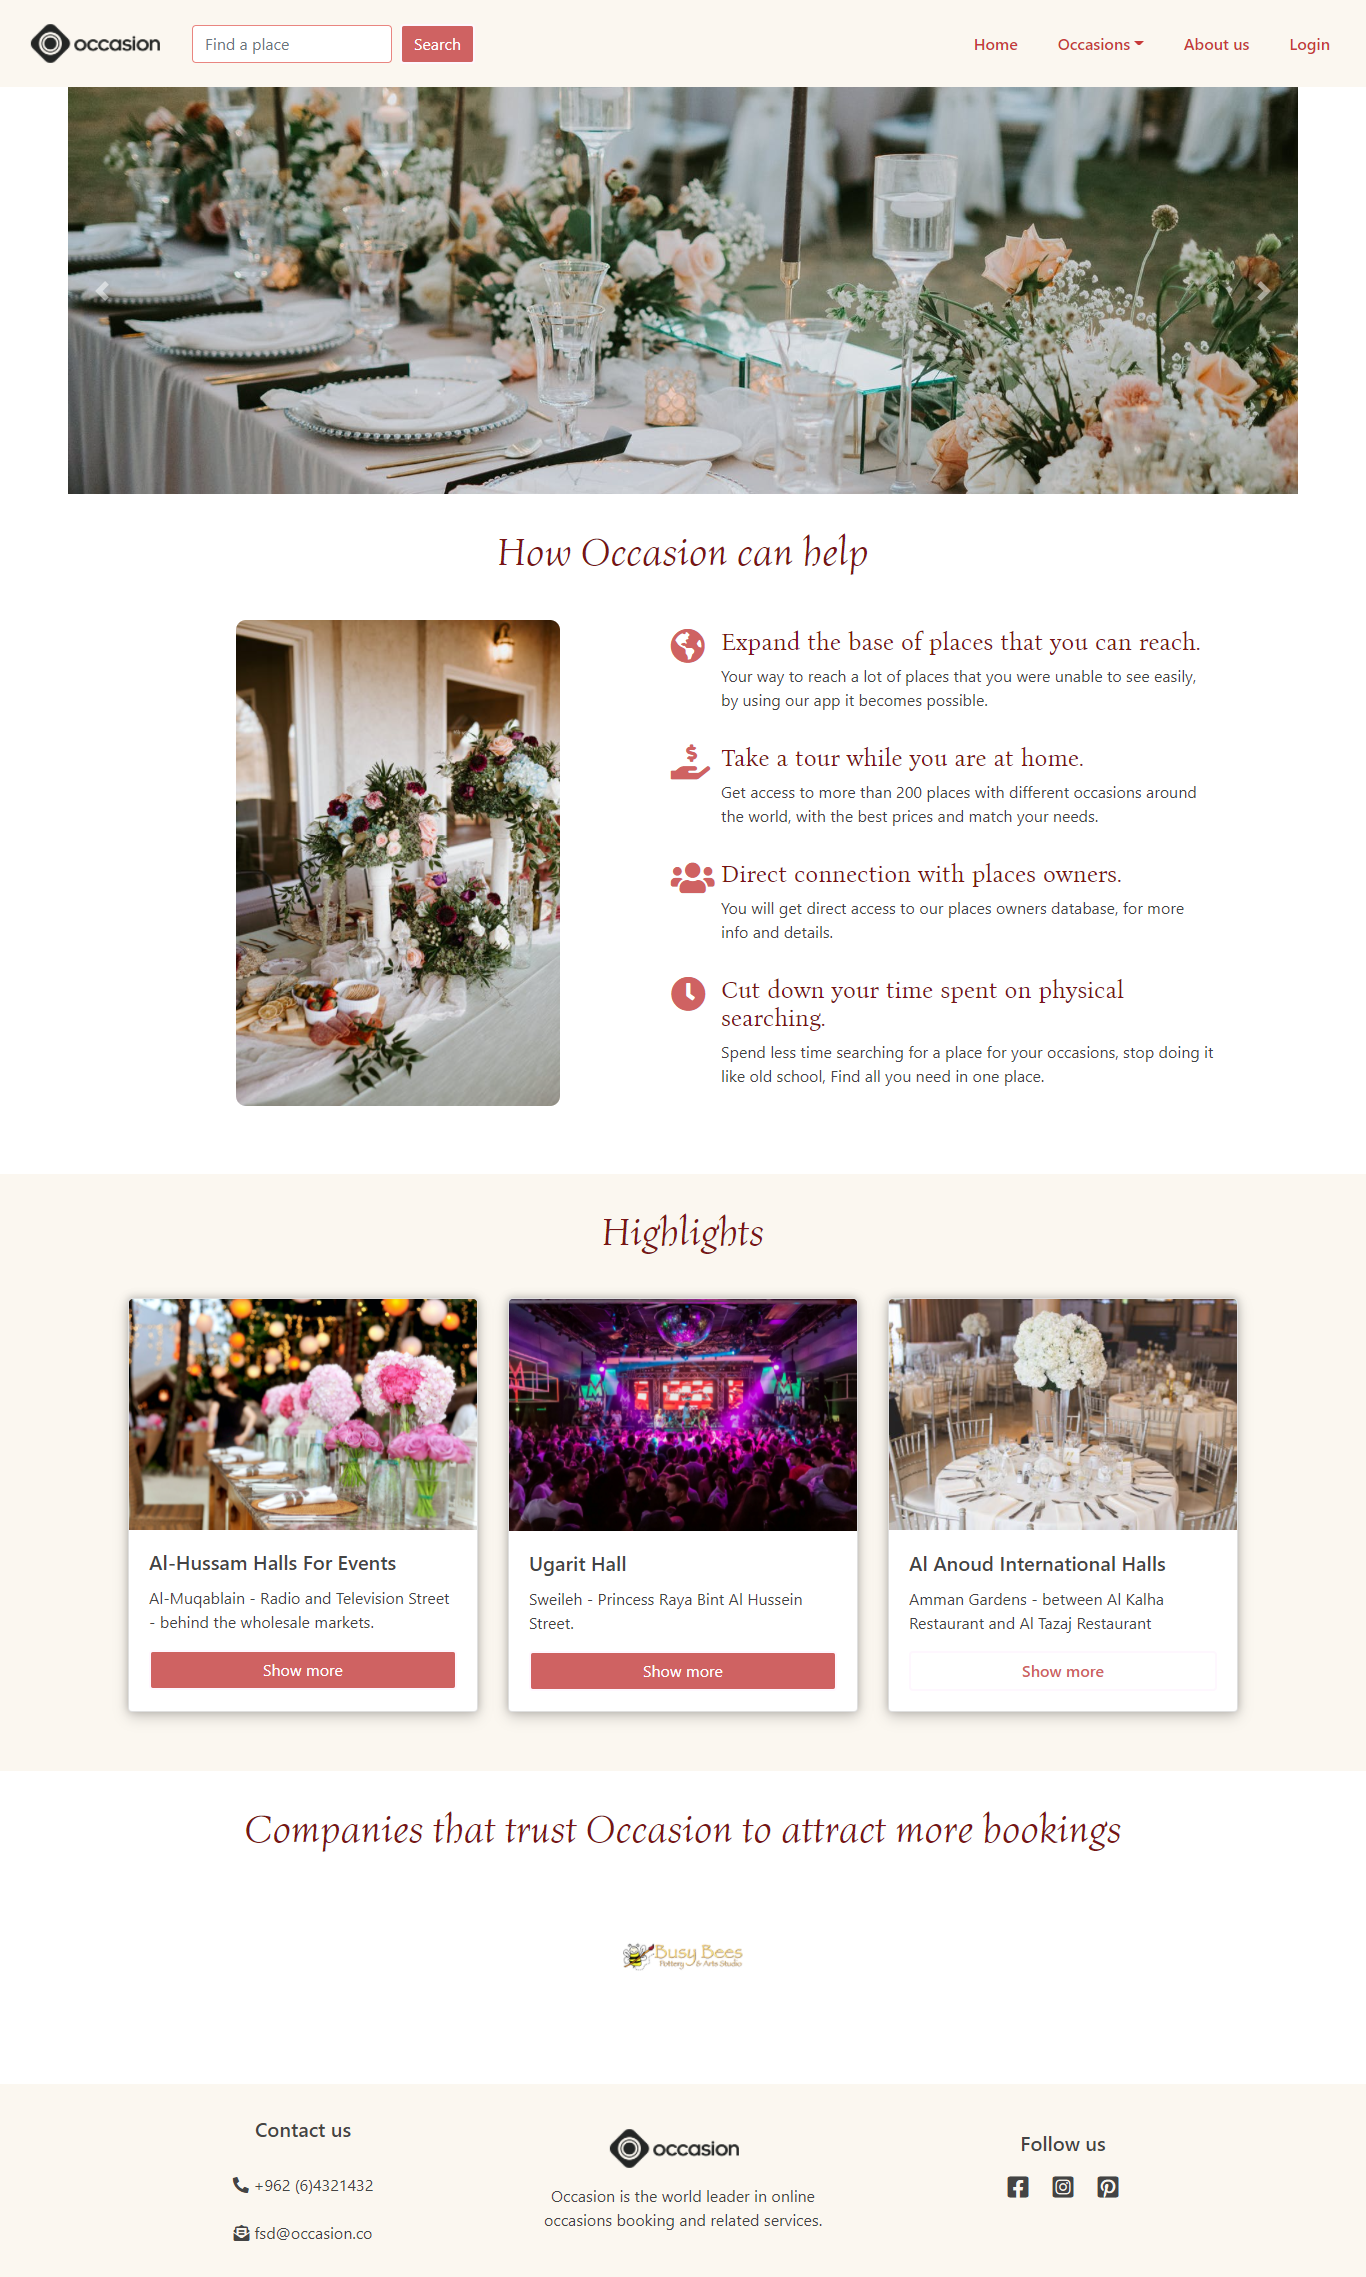 occasion
Find a place
Search
Home
Occasions
About us
Login
How Occasion can help
Expand the base of places that you can reach.
Your way to reach a lot of places that you were unable to see easily,
by using our app it becomes possible.
Take a tour while you are at home.
Get access to more than 200 places with different occasions around
the world, with the best prices and match your needs.
Direct connection with places owners.
You will get direct access to our places owners database, for more
info and details.
Cut down your time spent on physical
searching.
Spend less time searching for a place for your occasions, stop doing it
like old school, Find all you need in one place.
Highlights
Al-Hussam Halls For Events
Al-Muqablain - Radio and Television Street
- behind the wholesale markets.
Show more
Ugarit Hall
Sweileh - Princess Raya Bint Al Hussein
Street.
Show more
Al Anoud International Halls
Amman Gardens - between Al Kalha
Restaurant and Al Tazaj Restaurant
Show more
Companies that trust Occasion to attract more bookings
Busy Bees
Pottery & Arts Studio
Contact us
+962 (6)4321432
fsd@occasion.co
occasion
Occasion is the world leader in online
occasions booking and related services.
Follow us